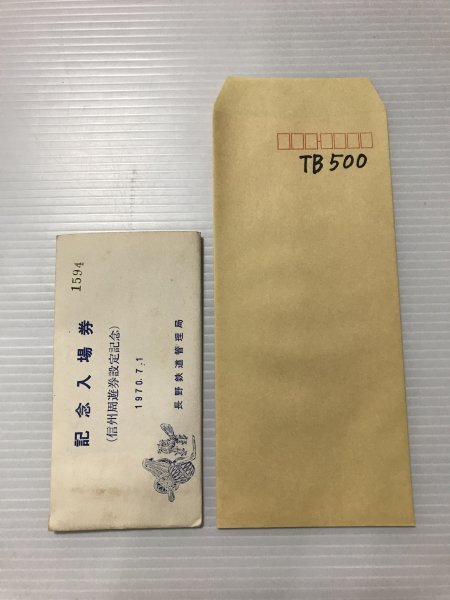 1594
記念入場券
(信州周遊券設定記念)
1970.7.1
長野鉄道管理局
TB500